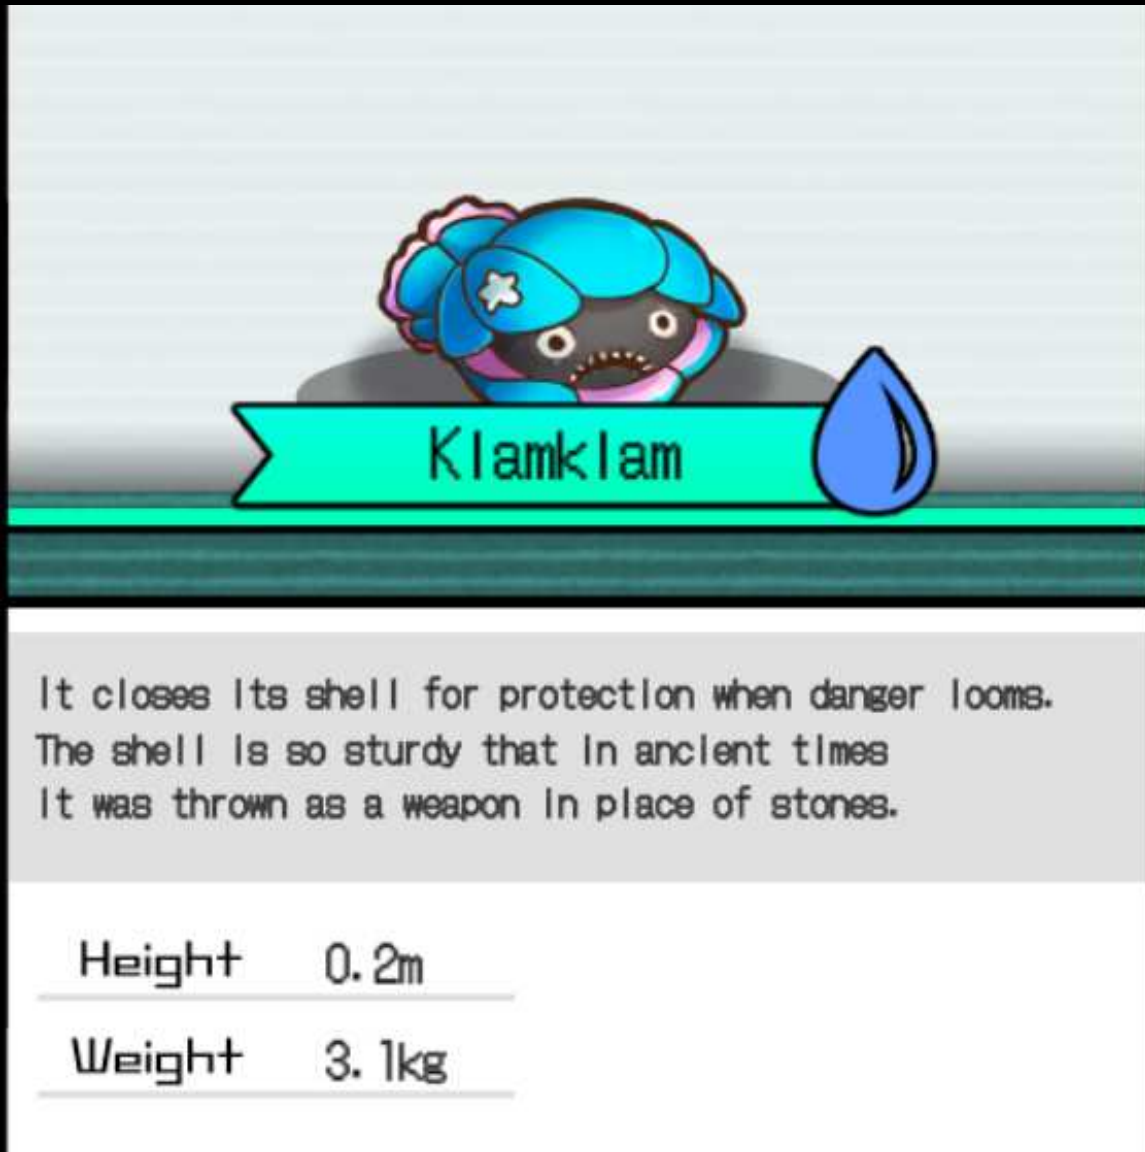 Klamklam
It closes its shell for protection when danger looms.
The shell is so sturdy that in ancient times
it was thrown as a weapon in place of stones.
Height 0.2m
Weight 3.1kg